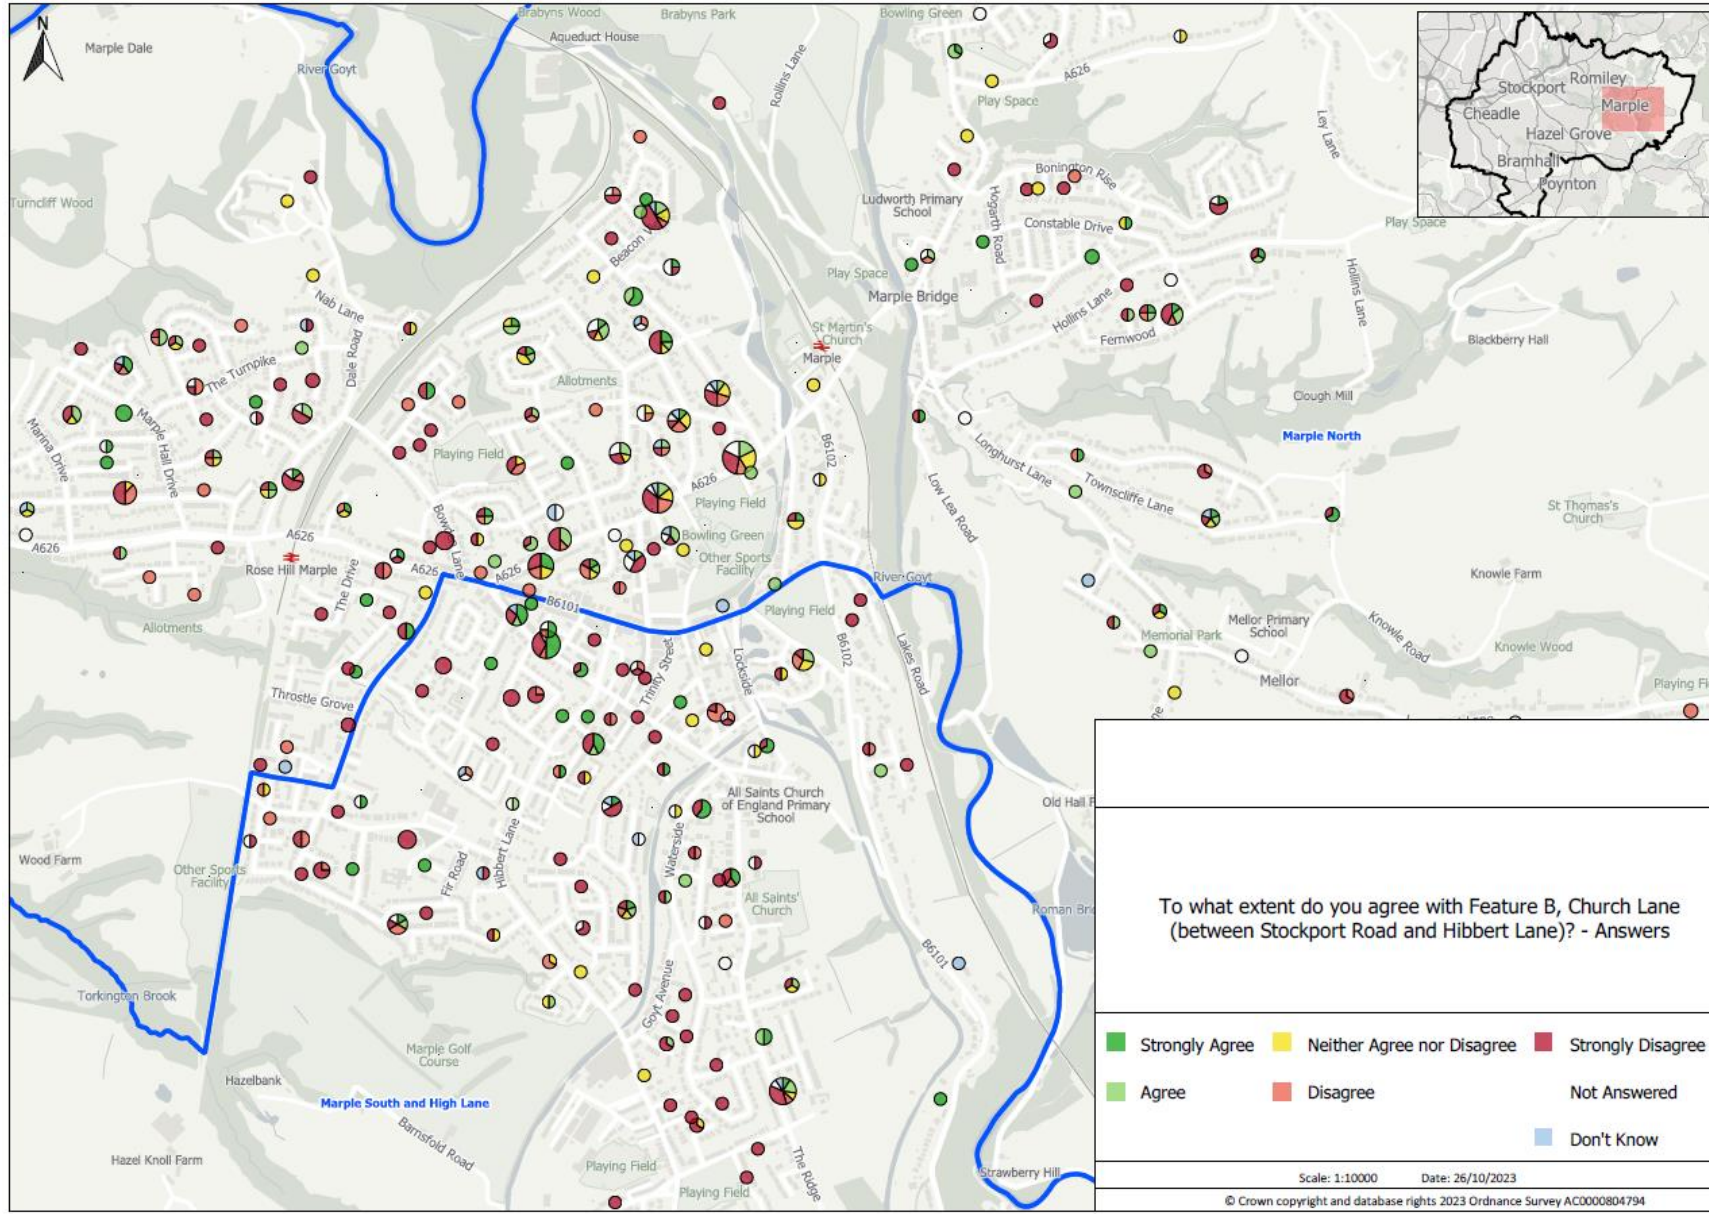 N
Marple Dale
River Goyt
Brabyns Wood
Brabyns Park
Aqueduct House
Rollins Lane
Bowling Green
A626
Play Space
Ley Lane
Stockport
Romiley
Cheadle
Marple
Hazel Grove
Bramhall
Poynton
Turncliff Wood
Nab Lane
Beacon
Ludworth Primary
School
Hogarth Road
Bonington Rise
Constable Drive
Play Space
Play Space
Marple Bridge
Hollins Lane
Hollins Lane
Fernwood
Blackberry Hall
St Martin's
Church
Marple
The Turnpike
Dale Road
Allotments
Clough Mill
Marina Drive
Marple Hall Drive
Playing Field
B6102
Marple North
Longhurst Lane
Townscliffe Lane
Low Lea Road
A626
Playing Field
St Thomas's
Church
A626
Bowden Lane
Bowling Green
Other Sports
Facility
Rose Hill Marple
The Drive
A626
A626
B6101
River Goyt
Playing Field
Knowle Farm
Allotments
Memorial Park
Mellor Primary
School
Knowle Road
Knowle Wood
Mellor
Throstle Grove
Trinity Street
Lockside
B6102
Lakes Road
Playing Fi
ne
All Saints Church
of England Primary
School
Old Hall F
Wood Farm
Other Sports
Facility
Fir Road
Hibbert Lane
Waterside
All Saints'
Church
Roman Bri
Torkington Brook
Goyt Avenue
B6101
Marple Golf
Course
Hazelbank
Marple South and High Lane
Barnsfold Road
Hazel Knoll Farm
Playing Field
Playing Field
The Ridge
Strawberry Hill
To what extent do you agree with Feature B, Church Lane
(between Stockport Road and Hibbert Lane)? - Answers
Strongly Agree
Neither Agree nor Disagree
Strongly Disagree
Agree
Disagree
Not Answered
Don't Know
Scale: 1:10000 Date: 26/10/2023
© Crown copyright and database rights 2023 Ordnance Survey AC0000804794